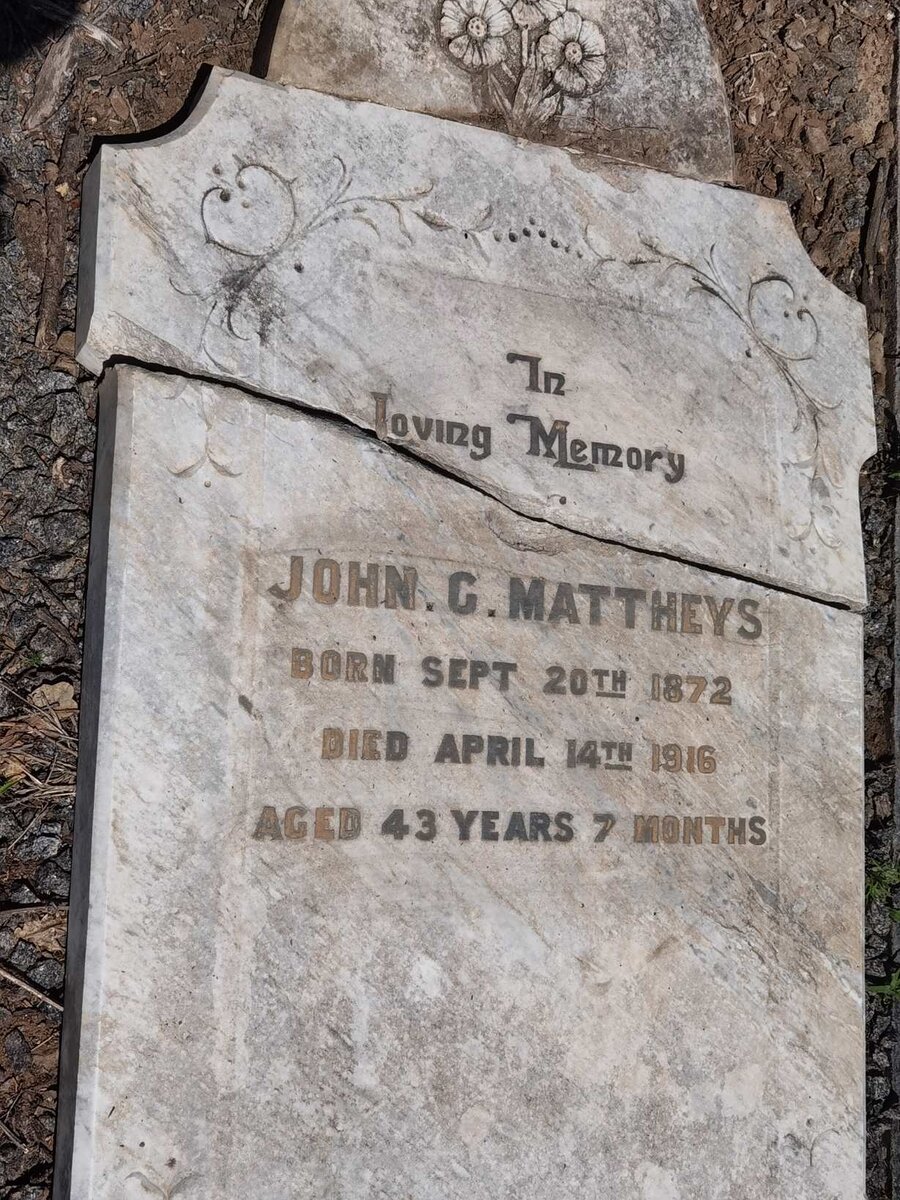 In
Loving Memory
JOHN. G. MATTHEYS
BORN SEPT 20TH 1872
DIED APRIL 14TH 1916
AGED 43 YEARS 7 MONTHS